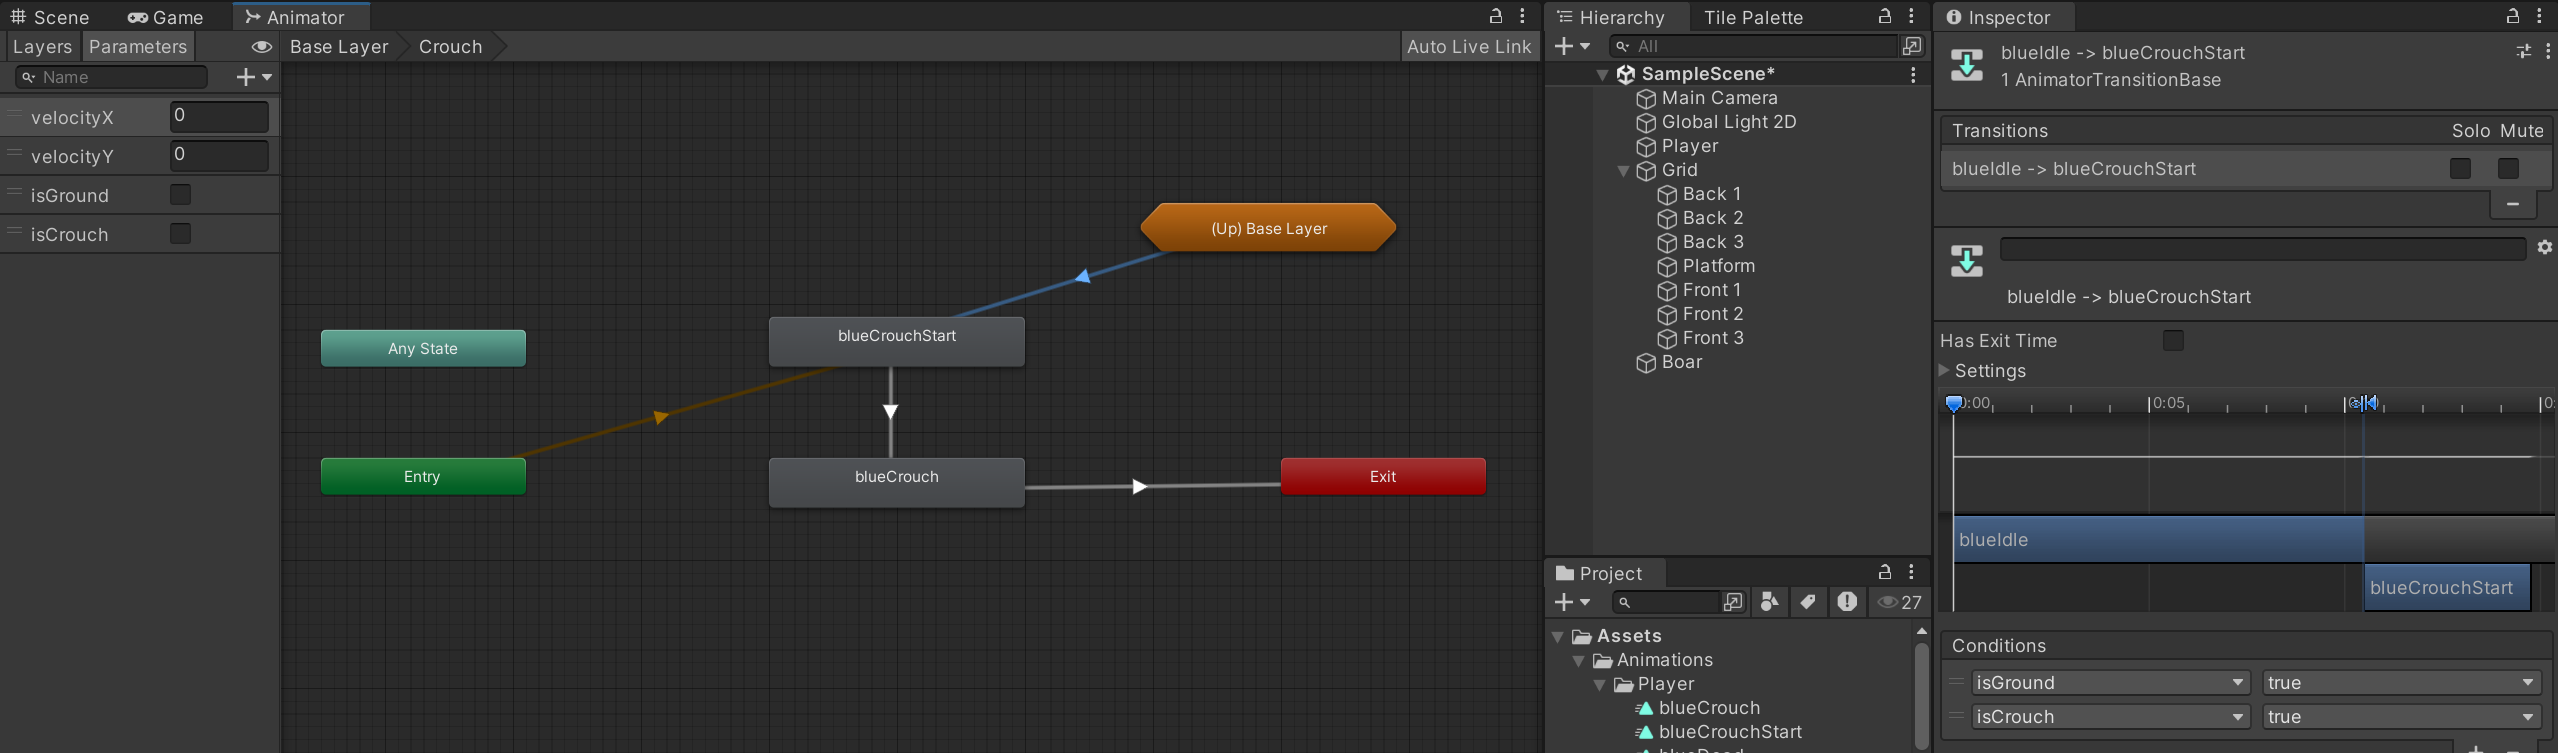 Scene
Game
Animator
Layers
Parameters
Base Layer
Crouch
Auto Live Link
Name
velocityX
0
velocityY
0
isGround
isCrouch
(Up) Base Layer
blueCrouchStart
Any State
Entry
blueCrouch
Exit
Hierarchy
Tile Palette
All
SampleScene*
Main Camera
Global Light 2D
Player
Grid
Back 1
Back 2
Back 3
Platform
Front 1
Front 2
Front 3
Boar
Project
27
Assets
Animations
Player
blueCrouch
blueCrouchStart
Inspector
blueIdle -> blueCrouchStart
1 AnimatorTransitionBase
Transitions
Solo
Mute
blueIdle -> blueCrouchStart
blueIdle -> blueCrouchStart
Has Exit Time
Settings
0:00
0:05
blueIdle
blueCrouchStart
Conditions
isGround
true
isCrouch
true